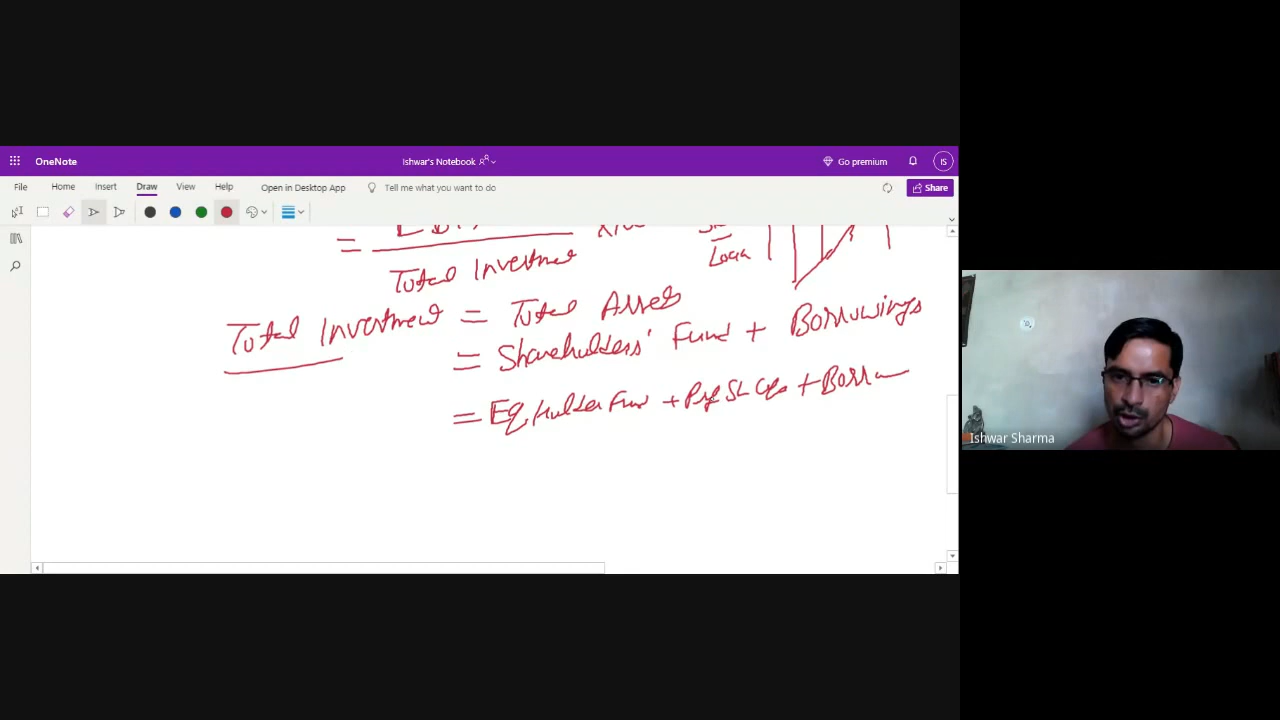 OneNote Ishwar's Notebook Go premium IS
File Home Insert Draw View Help Open in Desktop App Tell me what you want to do Share
=
Total Investment Loan
Total Investment = Total Assets
= Shareholders' Fund + Borrowings
= Eq. Holder Fund + Pref Sh Cap + Borrow
Ishwar Sharma